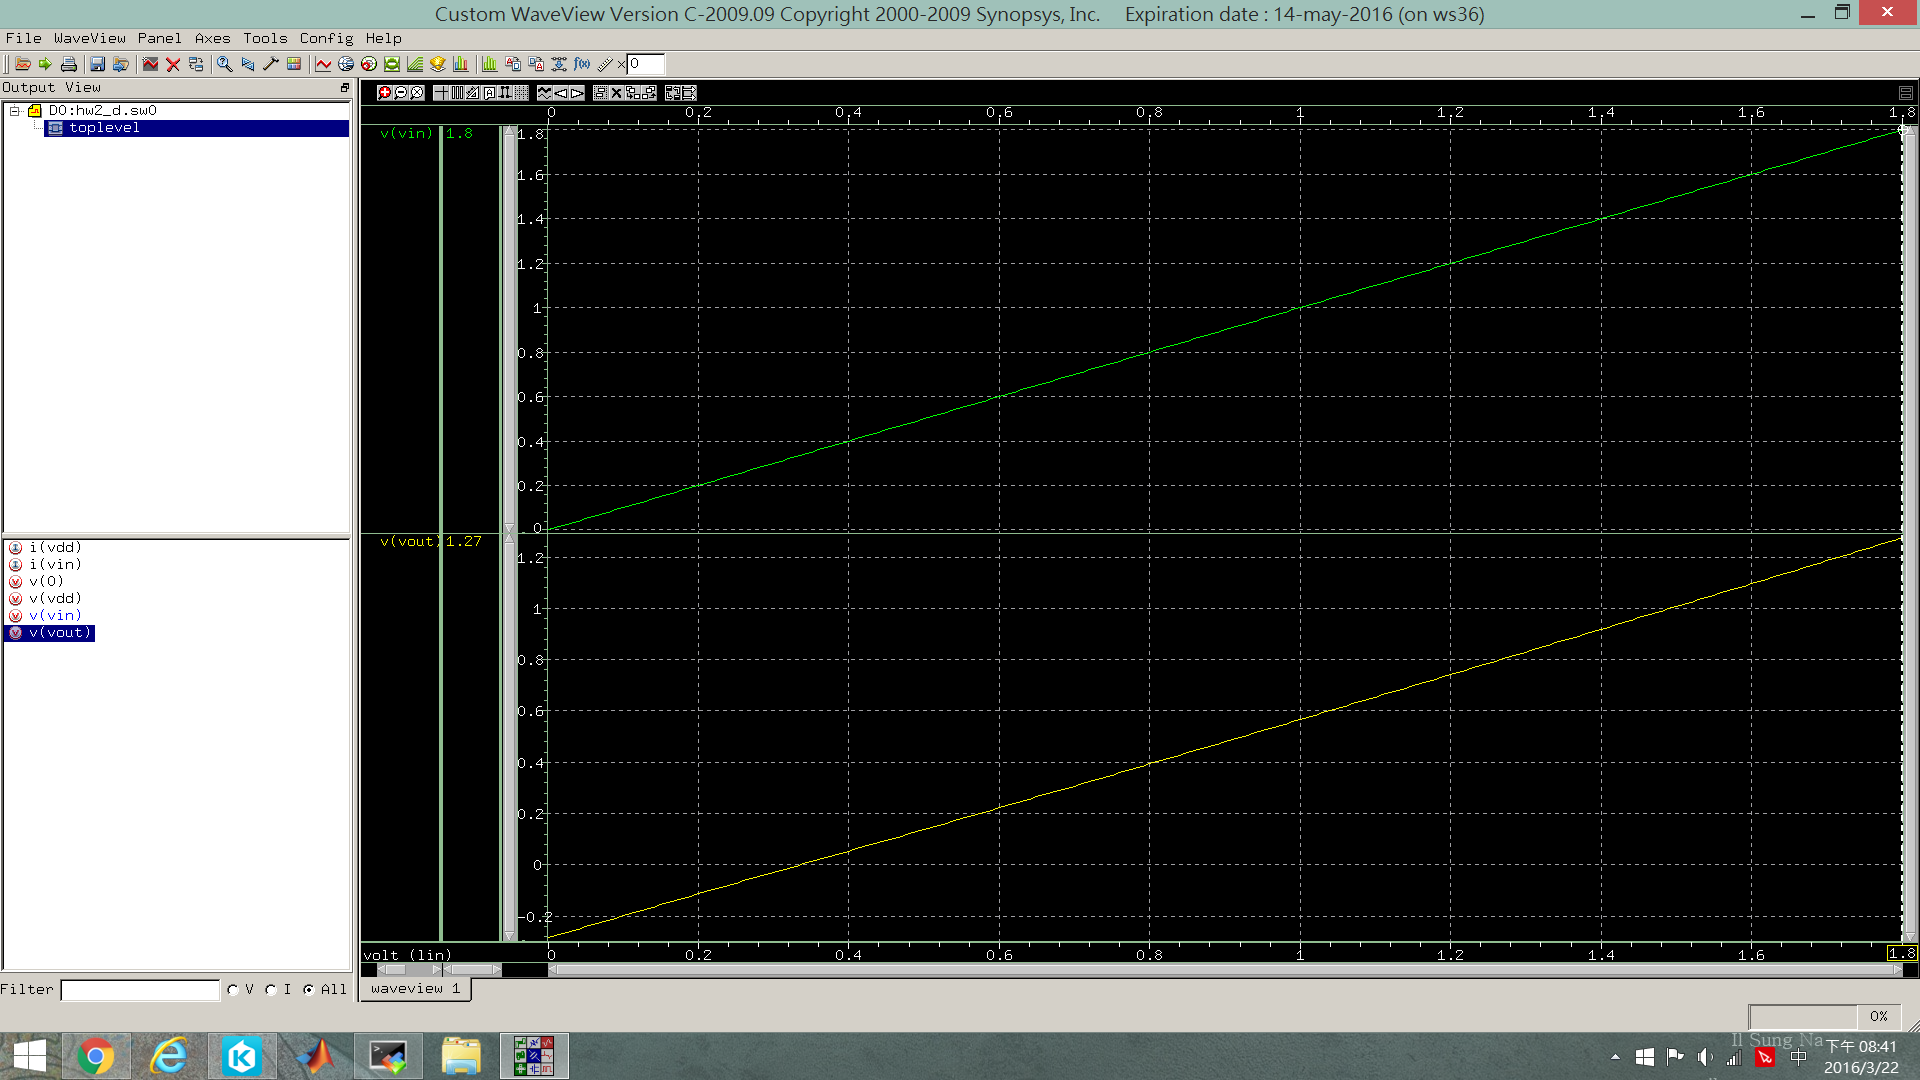 Custom WaveView Version C-2009.09 Copyright 2000-2009 Synopsys, Inc. Expiration date : 14-may-2016 (on ws36)
File WaveView Panel Axes Tools Config Help
0
Output View
D0:hw2_d.sw0
toplevel
0 0.2 0.4 0.6 0.8 1 1.2 1.4 1.6 1.8
v(vin) 1.8
1.8
1.6
1.4
1.2
1
0.8
0.6
0.4
0.2
0
v(vout) 1.27
1.2
1
0.8
0.6
0.4
0.2
0
-0.2
volt (lin) 0 0.2 0.4 0.6 0.8 1 1.2 1.4 1.6 1.8
i(vdd)
i(vin)
v(0)
v(vdd)
v(vin)
v(vout)
Filter V I All
waveview 1
0%
Il Sung Na
中
下午 08:41
2016/3/22